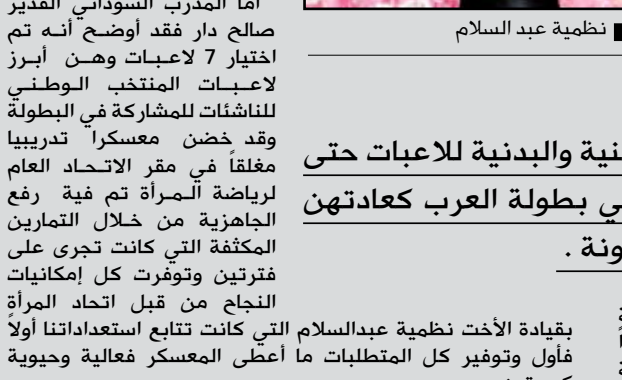 نظمية عبد السلام
نية والبدنية للاعبات حتى
ي بطولة العرب كعادتهن
ونة .
أما المدرب السوداني القدير
صالح دار فقد أوضح أنه تم
اختيار 7 لاعبات وهن أبرز
لاعبات المنتخب الوطني
للناشئات للمشاركة في البطولة
وقد خضن معسكرا تدريبيا
مغلقاً في مقر الاتحاد العام
لرياضة المرأة تم فية رفع
الجاهزية من خلال التمارين
المكثفة التي كانت تجرى على
فترتين وتوفرت كل إمكانيات
النجاح من قبل اتحاد المرأة
بقيادة الأخت نظمية عبدالسلام التي كانت تتابع استعداداتنا أولاً
فأول وتوفير كل المتطلبات ما أعطى المعسكر فعالية وحيوية